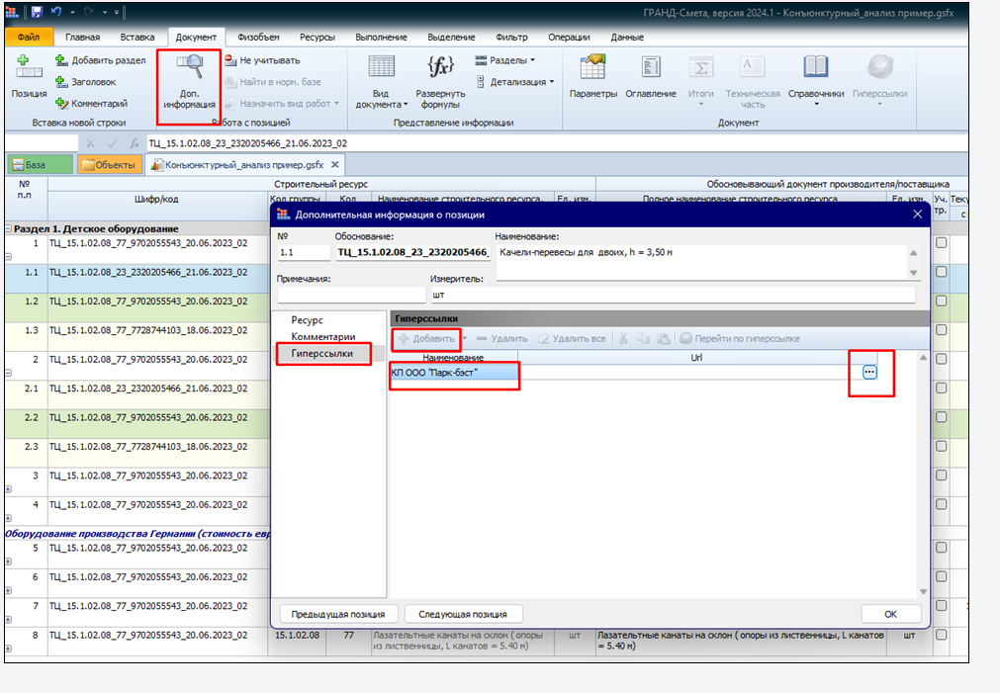 ГРАНД-Смета, версия 2024.1 - Конъюнктурный_анализ пример.gsfx
Файл Главная Вставка Документ Физобъем Ресурсы Выполнение Выделение Фильтр Операции Данные
Позиция
Добавить раздел
Заголовок
Комментарий
Вставка новой строки
Доп. информация
Не учитывать
Найти в норм. базе
Назначить вид работ
Работа с позицией
Вид документа
Развернуть формулы
Разделы
Детализация
Представление информации
Параметры Оглавление Итоги Техническая часть Справочники Гиперссылки
Документ
fx ТЦ_15.1.02.08_23_2320205466_21.06.2023_02
База Объекты Конъюнктурный_анализ пример.gsfx
№ п.п Строительный ресурс Обосновывающий документ производителя/поставщика
Шифр/код Код группы Код Наименование строительного ресурса, Ед. изм. Полное наименование строительного ресурса Ед. изм. Уч. тр. Теку
с
Раздел 1. Детское оборудование
1 ТЦ_15.1.02.08_77_9702055543_20.06.2023_02
1.1 ТЦ_15.1.02.08_23_2320205466_21.06.2023_02
1.2 ТЦ_15.1.02.08_77_9702055543_20.06.2023_02
1.3 ТЦ_15.1.02.08_77_7728744103_18.06.2023_02
2 ТЦ_15.1.02.08_77_9702055543_20.06.2023_02
2.1 ТЦ_15.1.02.08_23_2320205466_21.06.2023_02
2.2 ТЦ_15.1.02.08_77_9702055543_20.06.2023_02
2.3 ТЦ_15.1.02.08_77_7728744103_18.06.2023_02
3 ТЦ_15.1.02.08_77_9702055543_20.06.2023_02
4 ТЦ_15.1.02.08_77_9702055543_20.06.2023_02
Оборудование производства Германии (стоимость евр
5 ТЦ_15.1.02.08_77_9702055543_20.06.2023_02
6 ТЦ_15.1.02.08_77_9702055543_20.06.2023_02
7 ТЦ_15.1.02.08_77_9702055543_20.06.2023_02
8 ТЦ_15.1.02.08_77_9702055543_20.06.2023_02 15.1.02.08 77 Лазательтные канаты на склон ( опоры шт Лазательтные канаты на склон ( опоры из лиственницы, L канатов шт
из лиственницы, L канатов = 5.40 м) = 5.40 м)
Дополнительная информация о позиции
№ Обоснование: Наименование:
1.1 ТЦ_15.1.02.08_23_2320205466_ Качели-перевесы для двоих, h = 3,50 м
Примечания: Измеритель:
шт
Ресурс
Комментарии
Гиперссылки
Гиперссылки
Добавить Удалить Удалить все Перейти по гиперссылке
Наименование Url
КП ООО "Парк-бэст"
Предыдущая позиция Следующая позиция OK